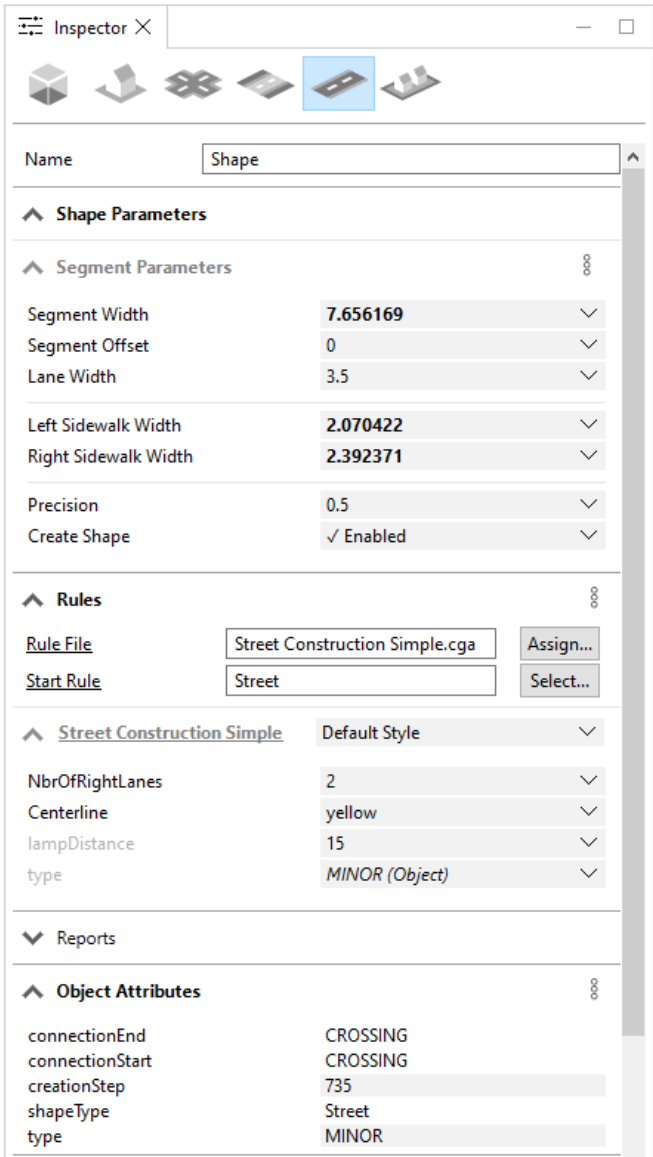 Inspector
Name Shape
Shape Parameters
Segment Parameters
Segment Width 7.656169
Segment Offset 0
Lane Width 3.5
Left Sidewalk Width 2.070422
Right Sidewalk Width 2.392371
Precision 0.5
Create Shape ✓ Enabled
Rules
Rule File Street Construction Simple.cga Assign...
Start Rule Street Select...
Street Construction Simple Default Style
NbrOfRightLanes 2
Centerline yellow
lampDistance 15
type MINOR (Object)
Reports
Object Attributes
connectionEnd CROSSING
connectionStart CROSSING
creationStep 735
shapeType Street
type MINOR